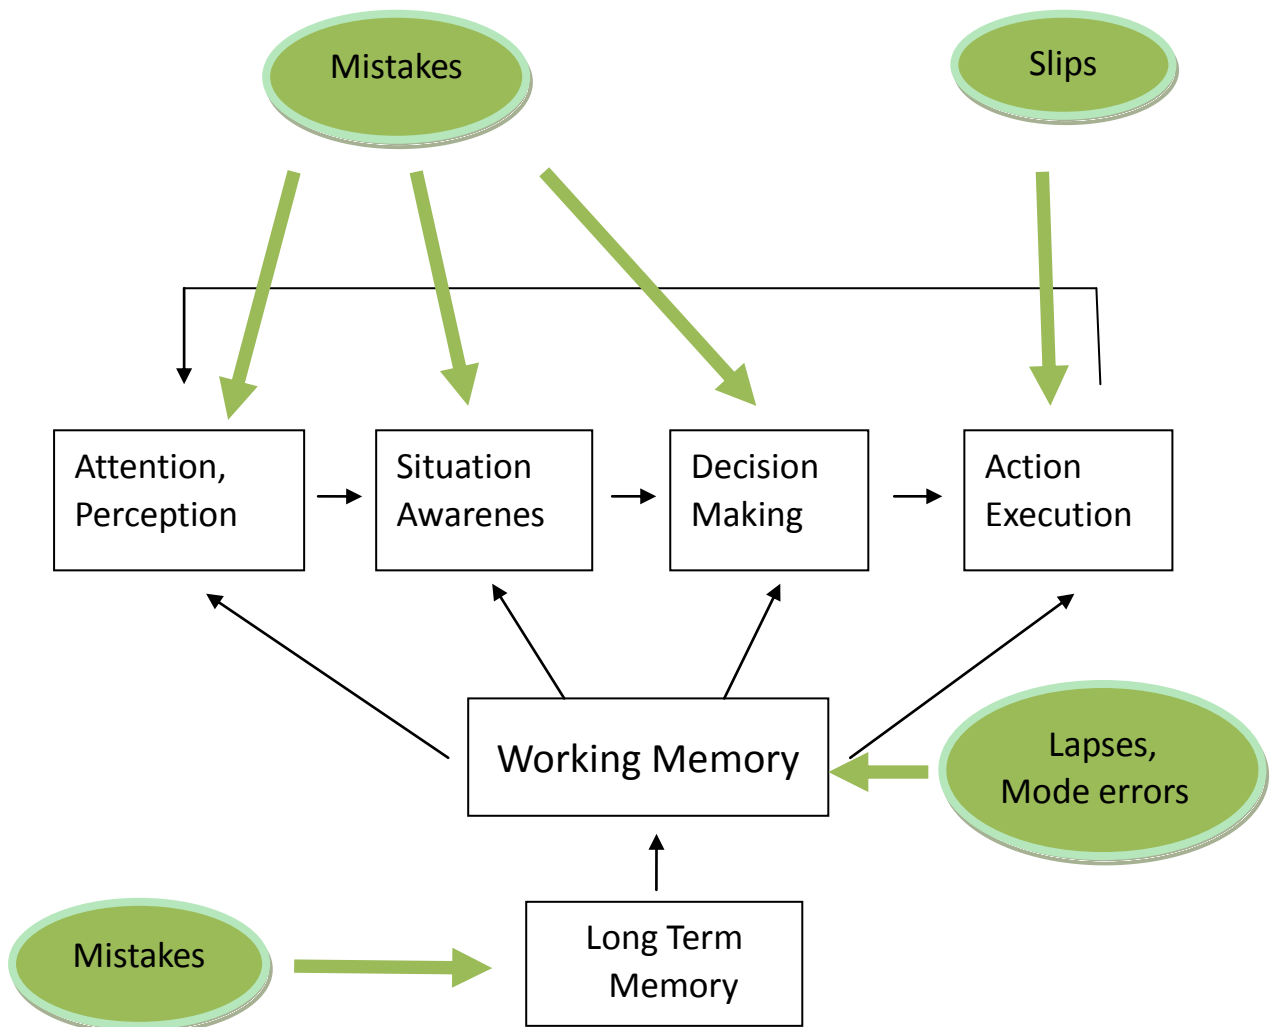 Mistakes
Slips
Attention,
Perception
Situation
Awarenes
Decision
Making
Action
Execution
Working Memory
Lapses,
Mode errors
Mistakes
Long Term
Memory